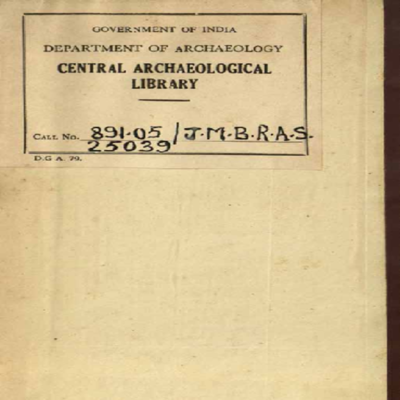 GOVERNMENT OF INDIA
DEPARTMENT OF ARCHAEOLOGY
CENTRAL ARCHAEOLOGICAL
LIBRARY
CALL No. 891.05/J.M.B.R.A.S.
25039
D.G A. 79.